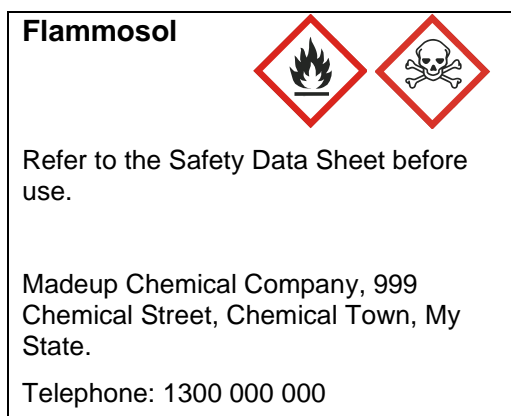 Flammosol
Refer to the Safety Data Sheet before
use.
Madeup Chemical Company, 999
Chemical Street, Chemical Town, My
State.
Telephone: 1300 000 000